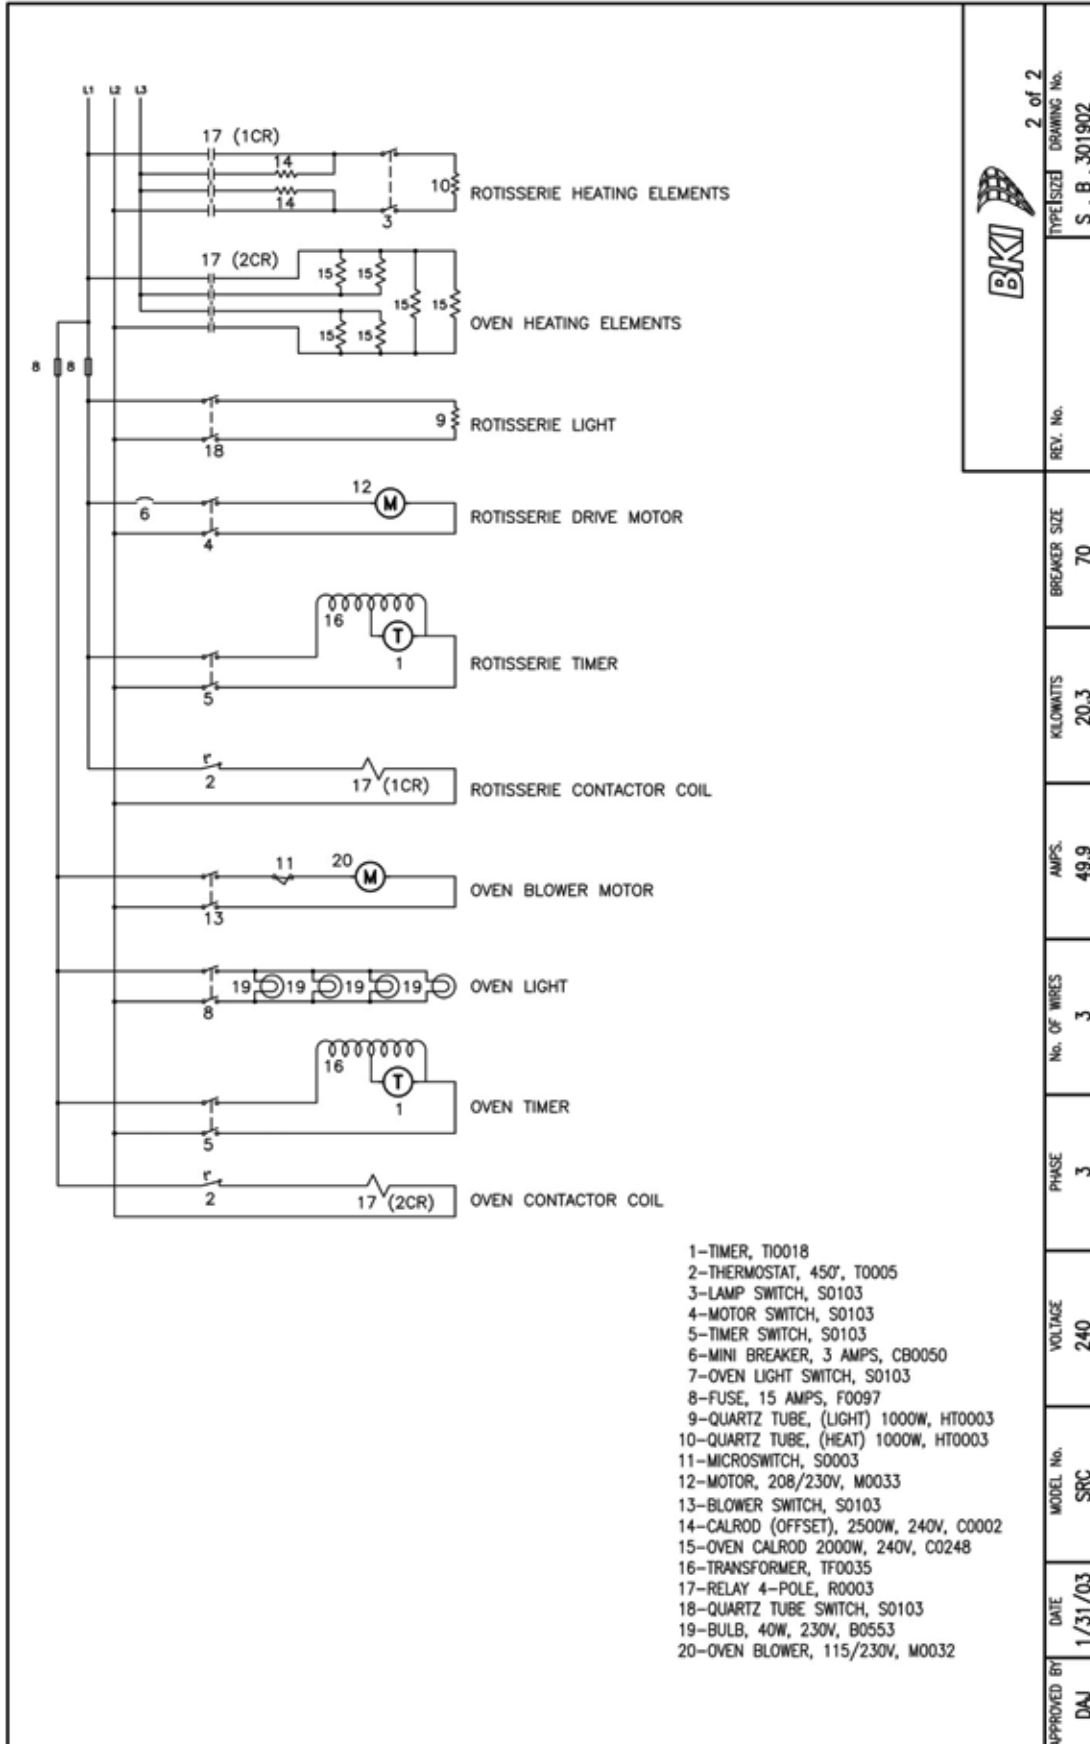 L1 L2 L3
17 (1CR)
14
14
10
3
ROTISSERIE HEATING ELEMENTS
17 (2CR)
15 15
15 15
15 15
OVEN HEATING ELEMENTS
8 8
9
18
ROTISSERIE LIGHT
12
M
6
4
ROTISSERIE DRIVE MOTOR
16
T
1
5
ROTISSERIE TIMER
2
17 (1CR)
ROTISSERIE CONTACTOR COIL
11
20
M
13
OVEN BLOWER MOTOR
19 19 19 19
8
OVEN LIGHT
16
T
1
5
OVEN TIMER
2
17 (2CR)
OVEN CONTACTOR COIL
1-TIMER, TI0018
2-THERMOSTAT, 450°, T0005
3-LAMP SWITCH, S0103
4-MOTOR SWITCH, S0103
5-TIMER SWITCH, S0103
6-MINI BREAKER, 3 AMPS, CB0050
7-OVEN LIGHT SWITCH, S0103
8-FUSE, 15 AMPS, F0097
9-QUARTZ TUBE, (LIGHT) 1000W, HT0003
10-QUARTZ TUBE, (HEAT) 1000W, HT0003
11-MICROSWITCH, S0003
12-MOTOR, 208/230V, M0033
13-BLOWER SWITCH, S0103
14-CALROD (OFFSET), 2500W, 240V, C0002
15-OVEN CALROD 2000W, 240V, C0248
16-TRANSFORMER, TF0035
17-RELAY 4-POLE, R0003
18-QUARTZ TUBE SWITCH, S0103
19-BULB, 40W, 230V, B0553
20-OVEN BLOWER, 115/230V, M0032
APPROVED BY
DAJ
DATE
1/31/03
MODEL No.
SRC
VOLTAGE
240
PHASE
3
No. OF WIRES
3
AMPS.
49.9
KILOWATTS
20.3
BREAKER SIZE
70
REV. No.
BKI
2 of 2
TYPE SIZE DRAWING No.
S . B . 301902